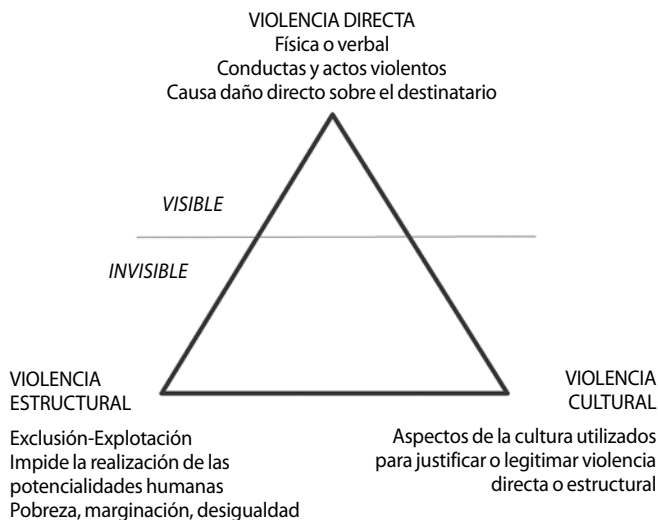 VIOLENCIA DIRECTA
Física o verbal
Conductas y actos violentos
Causa daño directo sobre el destinatario
VISIBLE
INVISIBLE
VIOLENCIA
ESTRUCTURAL
Exclusión-Explotación
Impide la realización de las
potencialidades humanas
Pobreza, marginación, desigualdad
VIOLENCIA
CULTURAL
Aspectos de la cultura utilizados
para justificar o legitimar violencia
directa o estructural